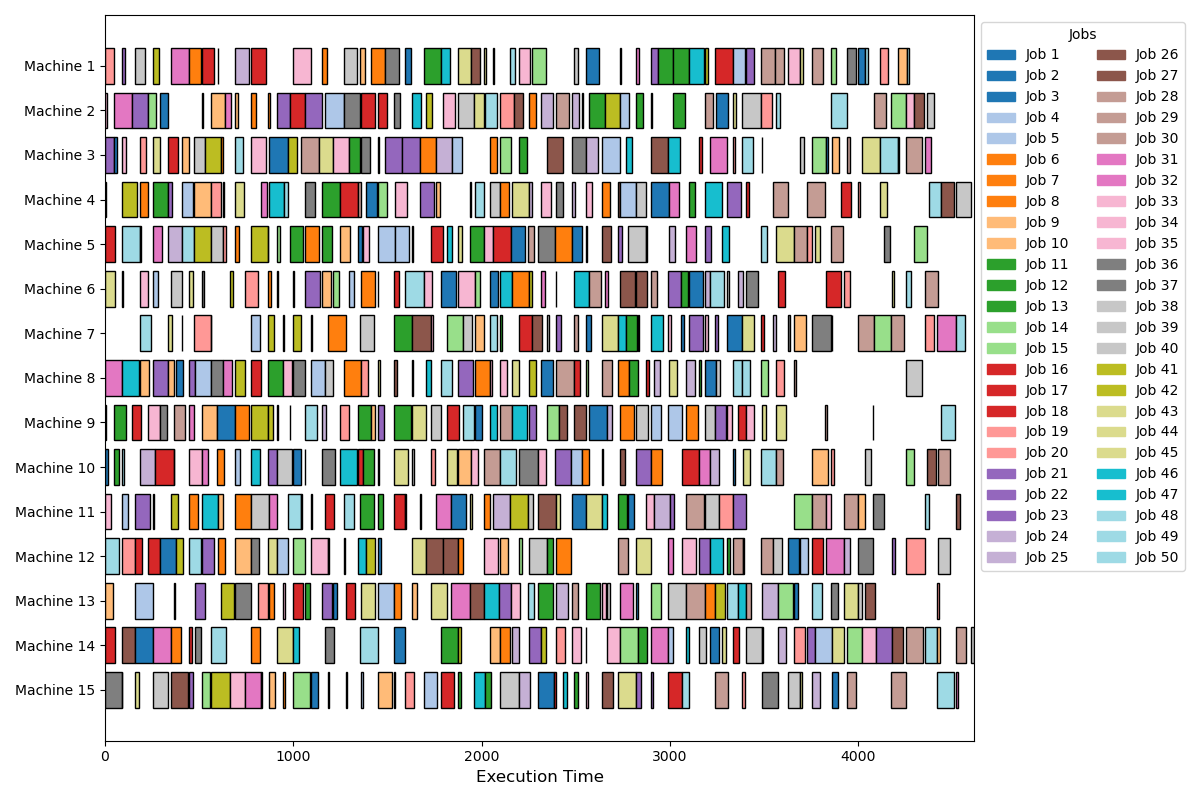 Machine 1
Machine 2
Machine 3
Machine 4
Machine 5
Machine 6
Machine 7
Machine 8
Machine 9
Machine 10
Machine 11
Machine 12
Machine 13
Machine 14
Machine 15
0 1000 2000 3000 4000
Execution Time
Jobs
Job 1
Job 2
Job 3
Job 4
Job 5
Job 6
Job 7
Job 8
Job 9
Job 10
Job 11
Job 12
Job 13
Job 14
Job 15
Job 16
Job 17
Job 18
Job 19
Job 20
Job 21
Job 22
Job 23
Job 24
Job 25
Job 26
Job 27
Job 28
Job 29
Job 30
Job 31
Job 32
Job 33
Job 34
Job 35
Job 36
Job 37
Job 38
Job 39
Job 40
Job 41
Job 42
Job 43
Job 44
Job 45
Job 46
Job 47
Job 48
Job 49
Job 50